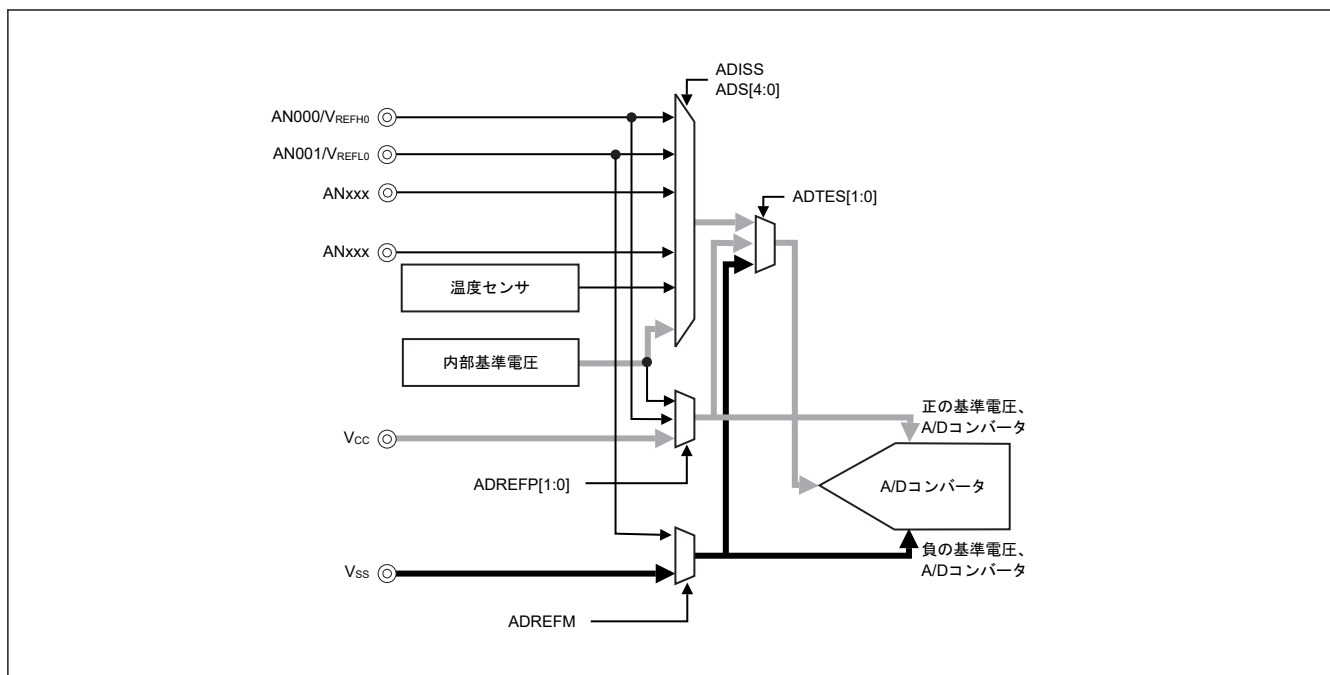 ADISS
ADS[4:0]
AN000/VREFH0
AN001/VREFL0
ANxxx
ADTES[1:0]
ANxxx
温度センサ
内部基準電圧
正の基準電圧、
A/Dコンバータ
VCC
ADREFP[1:0]
A/Dコンバータ
負の基準電圧、
A/Dコンバータ
VSS
ADREFM